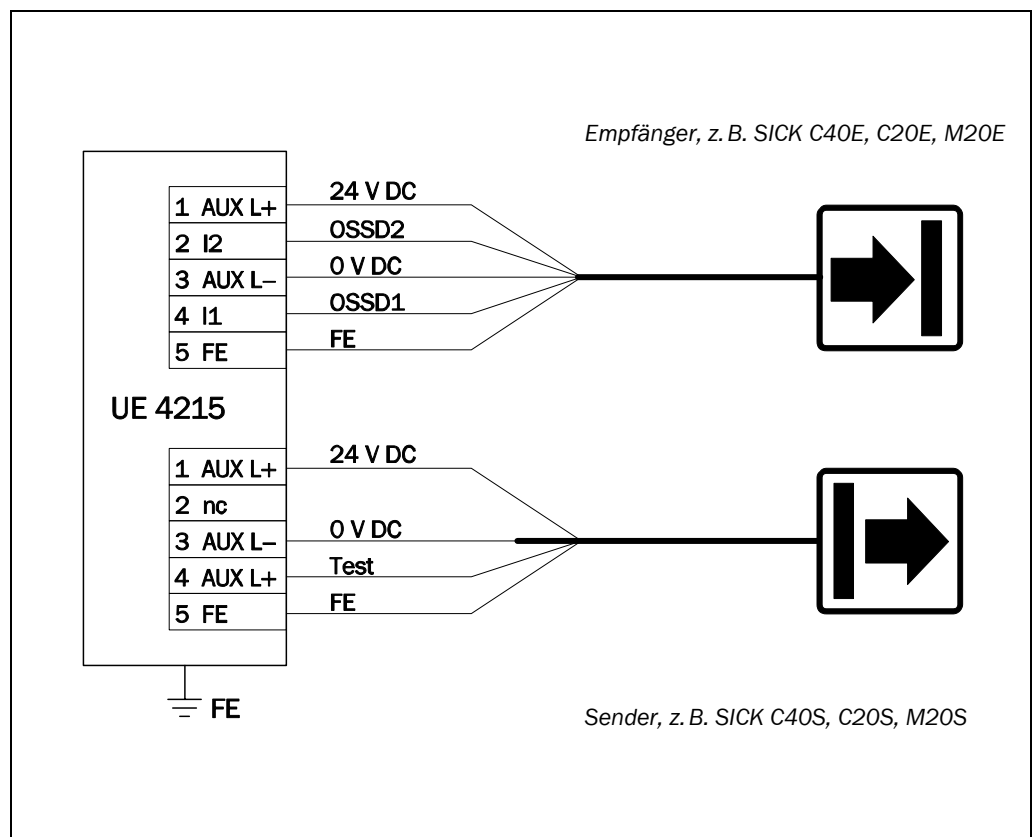 Empfänger, z. B. SICK C40E, C20E, M20E
1 AUX L+ 24 V DC
2 I2 OSSD2
3 AUX L– 0 V DC
4 I1 OSSD1
5 FE FE
UE 4215
1 AUX L+ 24 V DC
2 nc
3 AUX L– 0 V DC
4 AUX L+ Test
5 FE FE
FE
Sender, z. B. SICK C40S, C20S, M20S